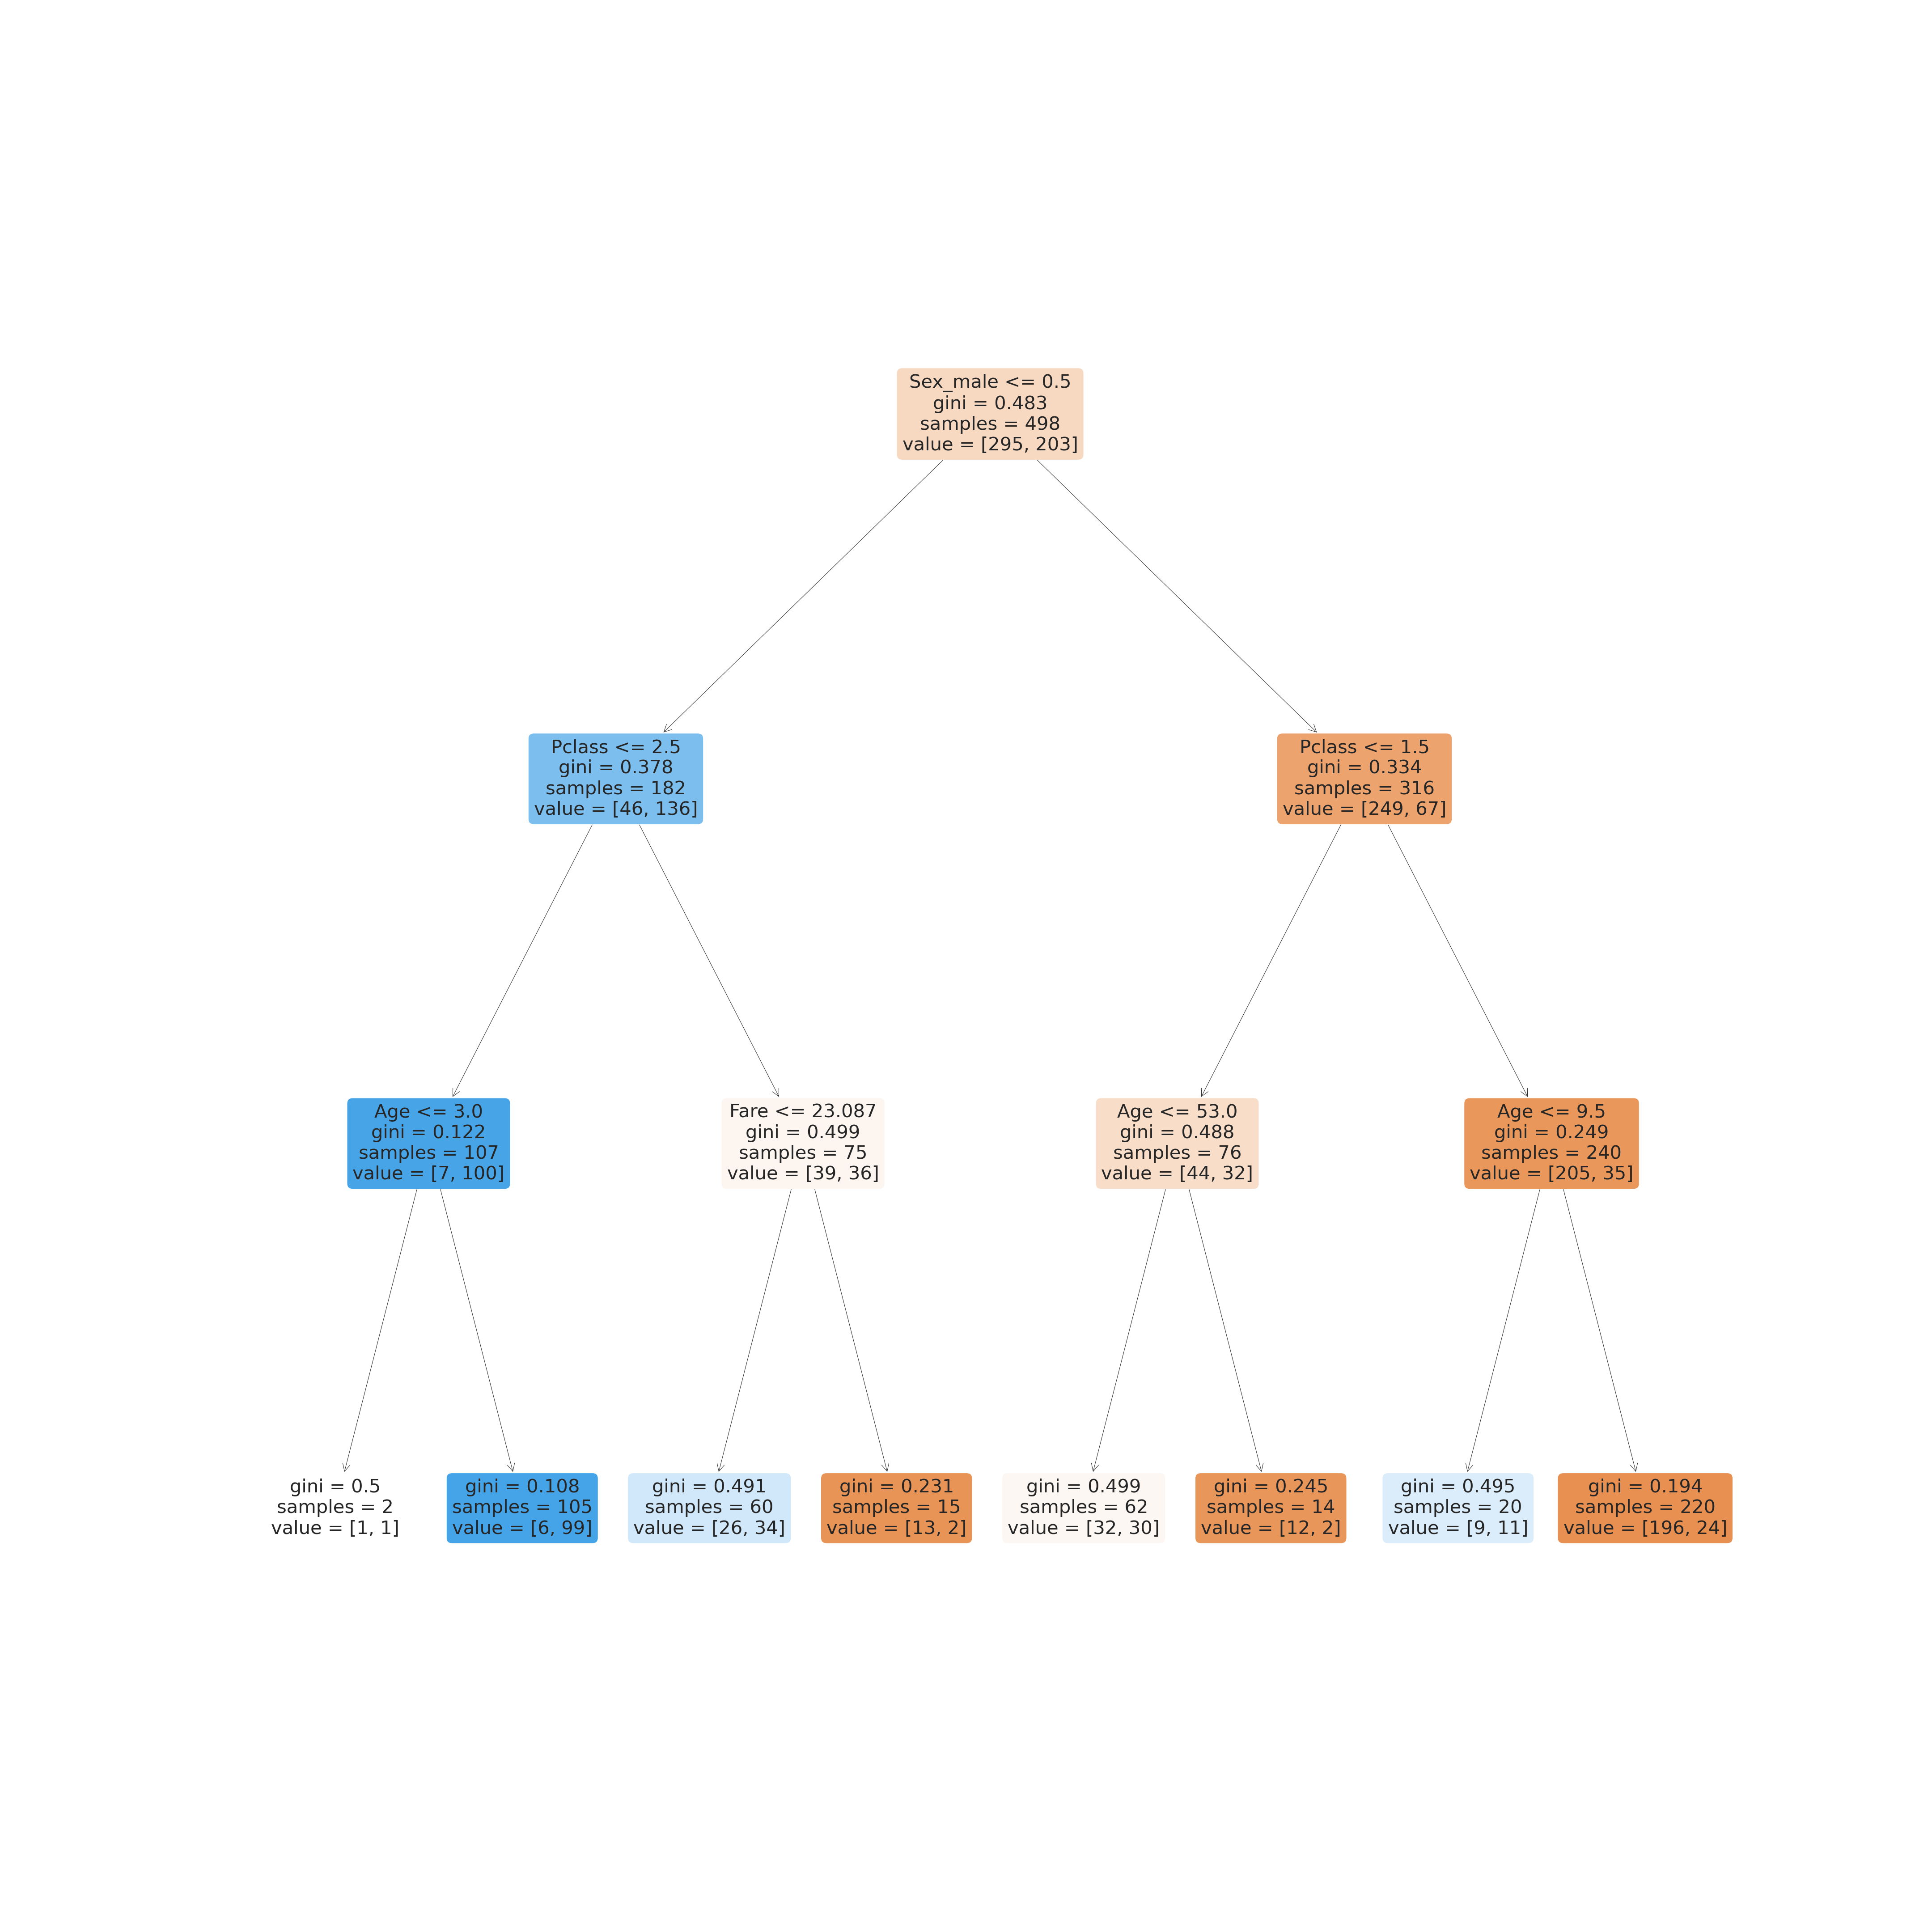 Sex_male <= 0.5
gini = 0.483
samples = 498
value = [295, 203]
Pclass <= 2.5
gini = 0.378
samples = 182
value = [46, 136]
Pclass <= 1.5
gini = 0.334
samples = 316
value = [249, 67]
Age <= 3.0
gini = 0.122
samples = 107
value = [7, 100]
Fare <= 23.087
gini = 0.499
samples = 75
value = [39, 36]
Age <= 53.0
gini = 0.488
samples = 76
value = [44, 32]
Age <= 9.5
gini = 0.249
samples = 240
value = [205, 35]
gini = 0.5
samples = 2
value = [1, 1]
gini = 0.108
samples = 105
value = [6, 99]
gini = 0.491
samples = 60
value = [26, 34]
gini = 0.231
samples = 15
value = [13, 2]
gini = 0.499
samples = 62
value = [32, 30]
gini = 0.245
samples = 14
value = [12, 2]
gini = 0.495
samples = 20
value = [9, 11]
gini = 0.194
samples = 220
value = [196, 24]